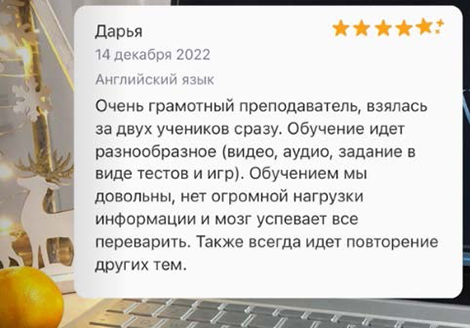 Дарья
14 декабря 2022
Английский язык
Очень грамотный преподаватель, взялась
за двух учеников сразу. Обучение идет
разнообразное (видео, аудио, задание в
виде тестов и игр). Обучением мы
довольны, нет огромной нагрузки
информации и мозг успевает все
переварить. Также всегда идет повторение
других тем.